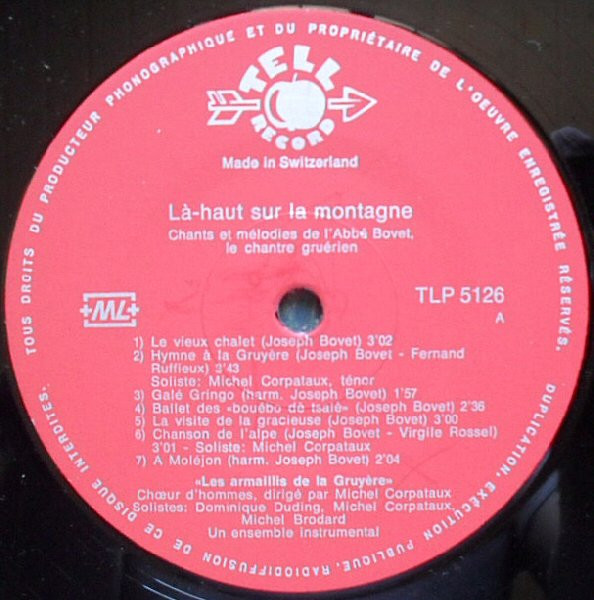 TOUS DROITS DU PRODUCTEUR PHONOGRAPHIQUE ET DU PROPRIÉTAIRE DE L'OEUVRE ENREGISTRÉE RÉSERVÉS. DUPLICATION, EXÉCUTION PUBLIQUE, RADIODIFFUSION DE CE DISQUE INTERDITES.
TELL
RECORD
Made in Switzerland
Là-haut sur la montagne
Chants et mélodies de l'Abbé Bovet,
le chantre gruérien
+ML+
TLP 5126
A
1) Le vieux chalet (Joseph Bovet) 3'02
2) Hymne à la Gruyère (Joseph Bovet - Fernand
Ruffieux) 2'43
Soliste: Michel Corpataux, ténor
3) Galé Gringo (harm. Joseph Bovet) 1'57
4) Ballet des «bouèbo dè tsalè» (Joseph Bovet) 2'36
5) La visite de la gracieuse (Joseph Bovet) 3'00
6) Chanson de l'alpe (Joseph Bovet - Virgile Rossel)
3'01 - Soliste: Michel Corpataux
7) A Moléjon (harm. Joseph Bovet) 2'04
«Les armaillis de la Gruyère»
Chœur d'hommes, dirigé par Michel Corpataux
Solistes: Dominique Duding, Michel Corpataux,
Michel Brodard
Un ensemble instrumental